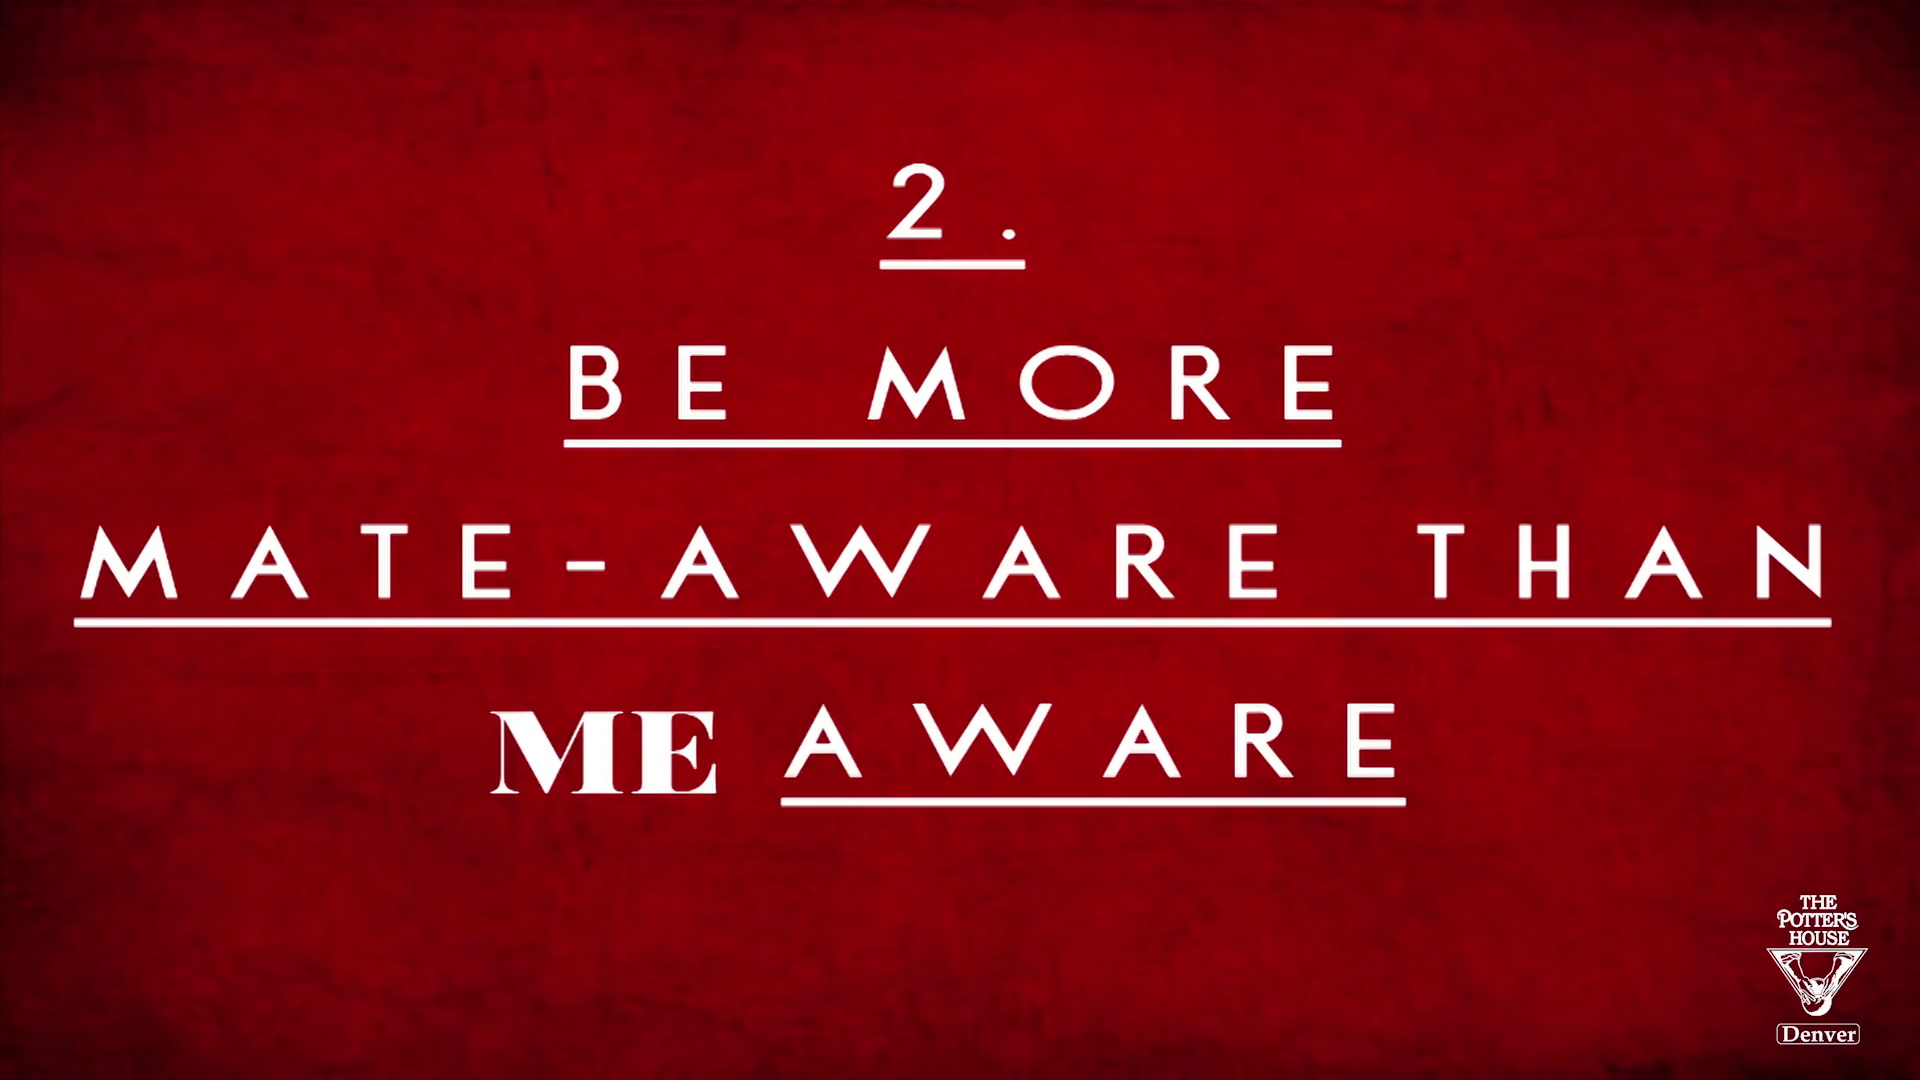 2.
BE MORE
MATE-AWARE THAN
ME AWARE
THE
POTTER'S
HOUSE
Denver